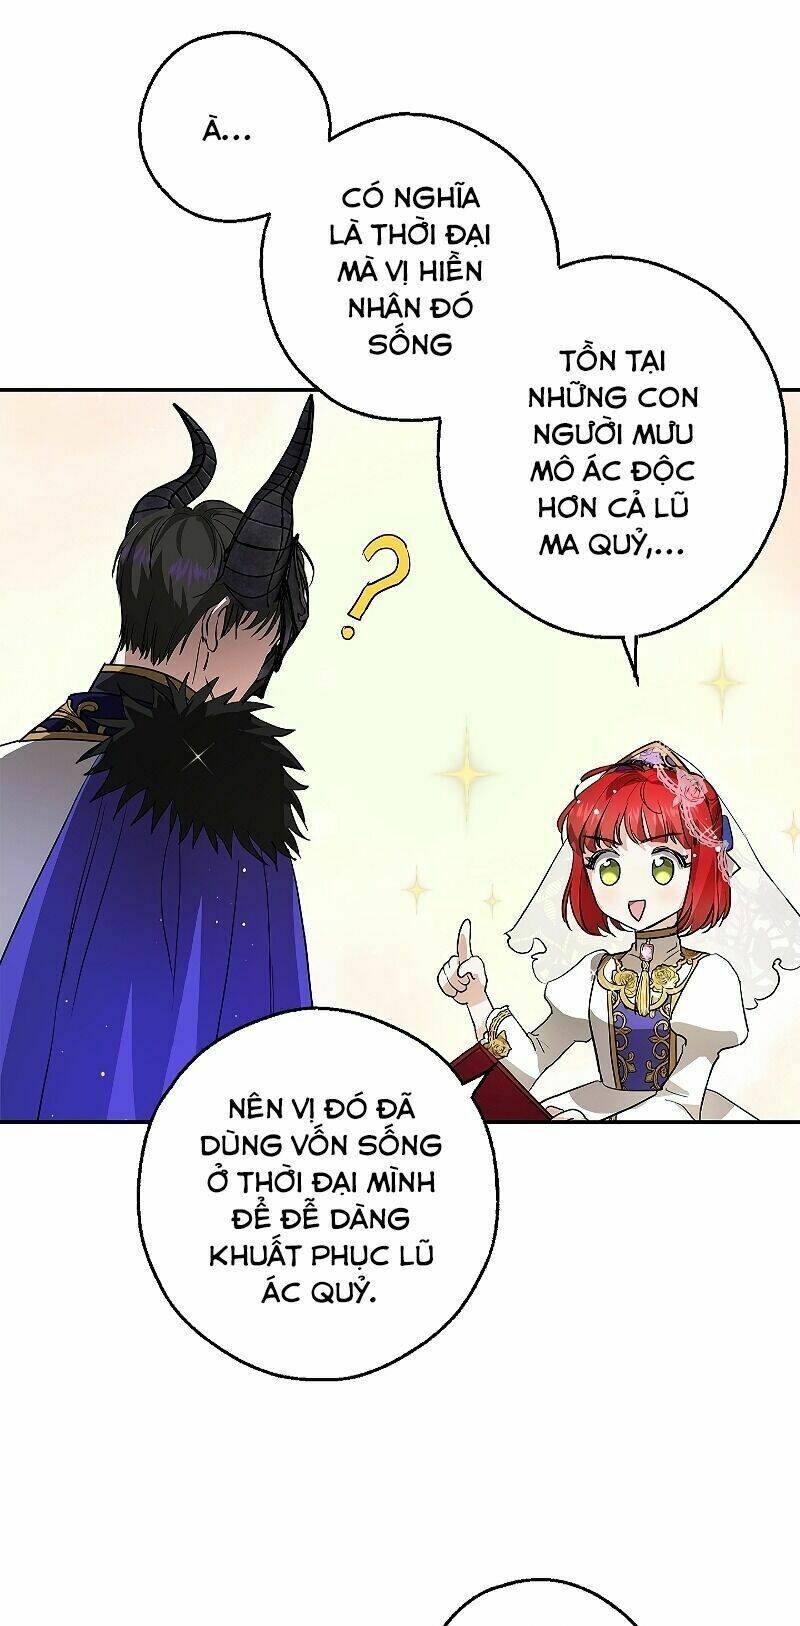 À...
CÓ NGHĨA
LÀ THỜI ĐẠI
MÀ VỊ HIỀN
NHÂN ĐÓ
SỐNG
TỒN TẠI
NHỮNG CON
NGƯỜI MƯU
MÔ ÁC ĐỘC
HƠN CẢ LŨ
MA QUỶ,...
?
NÊN VỊ ĐÓ ĐÃ
DÙNG VỐN SỐNG
Ở THỜI ĐẠI MÌNH
ĐỂ ĐỄ DÀNG
KHUẤT PHỤC LŨ
ÁC QUỶ.